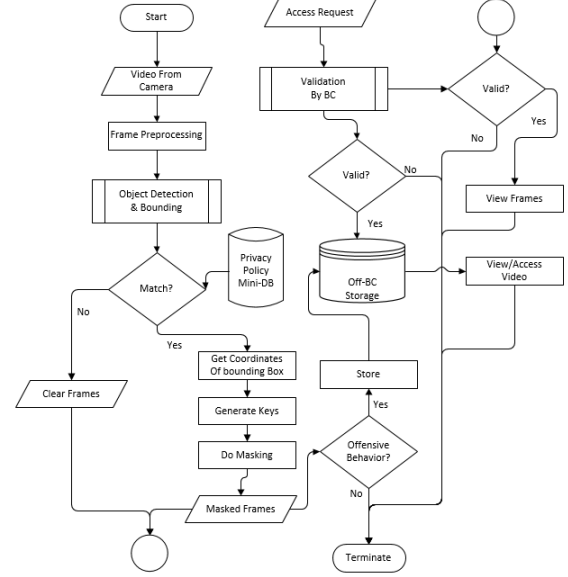 Start
Video From
Camera
Frame Preprocessing
Object Detection
& Bounding
Match?
Privacy
Policy
Mini-DB
No
Yes
Clear Frames
Get Coordinates
Of bounding Box
Generate Keys
Do Masking
Masked Frames
Access Request
Validation
By BC
Valid?
No
Yes
Off-BC
Storage
Store
Yes
Offensive
Behavior?
No
Terminate
Valid?
Yes
No
View Frames
View/Access
Video